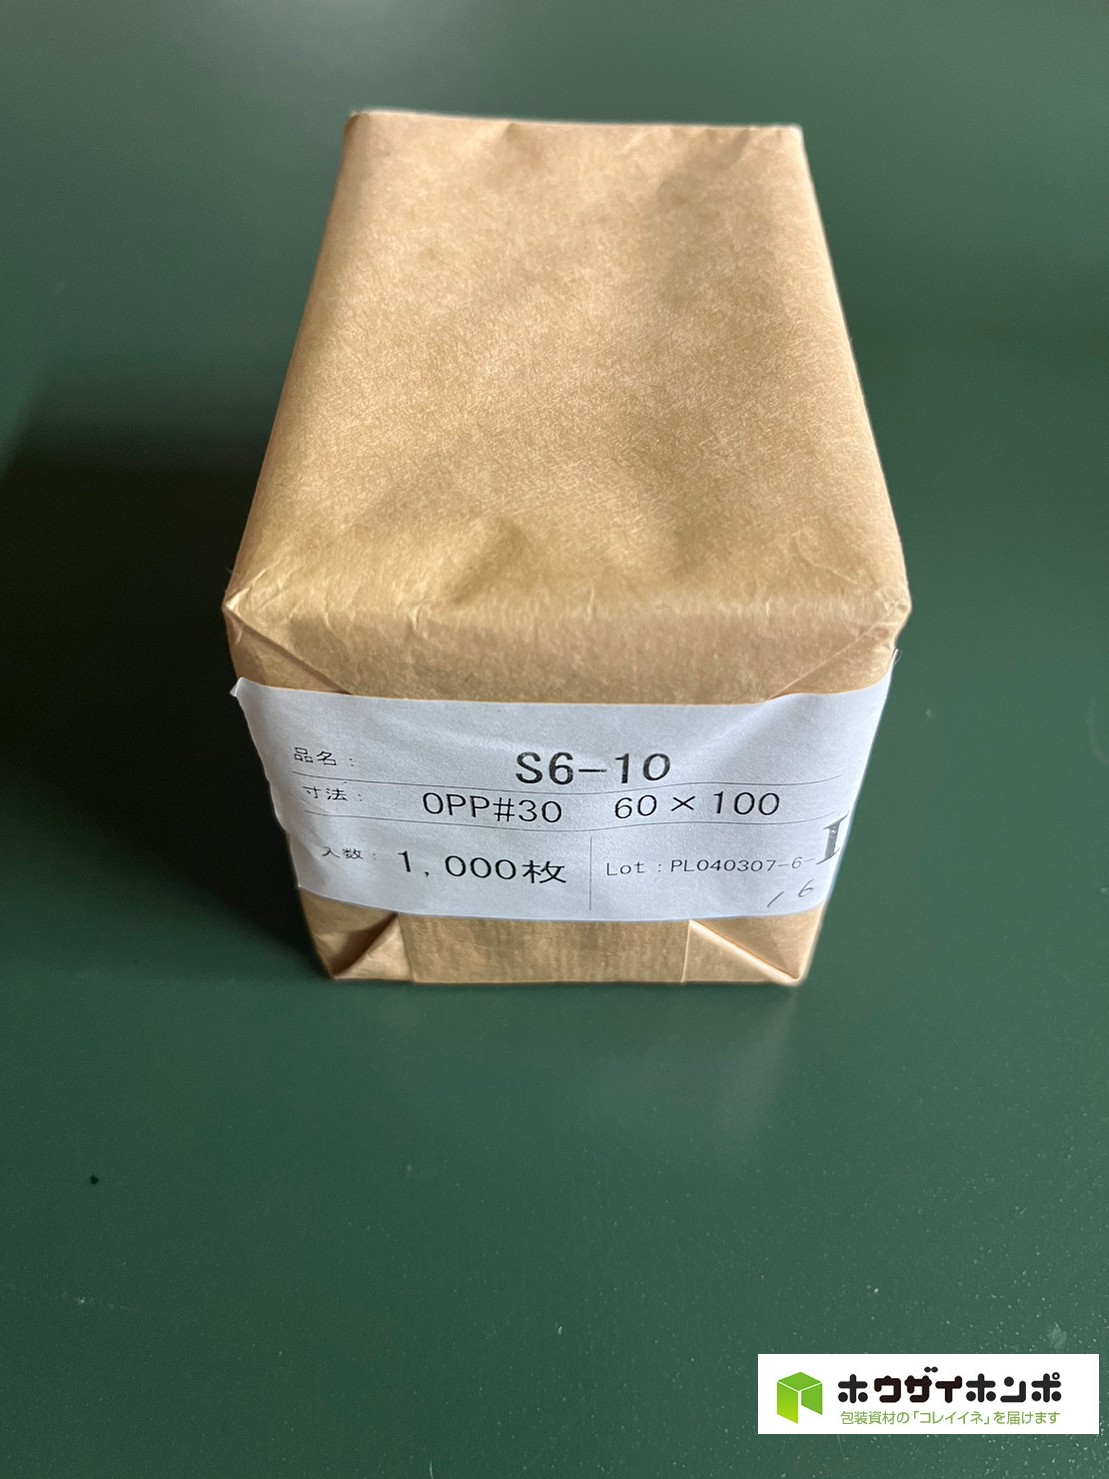 品名： S6-10
寸法： OPP#30 60×100
入数： 1,000枚
Lot：PL040307-6-1
16
ホウザイホンポ
包装資材の「コレイイネ」を届けます